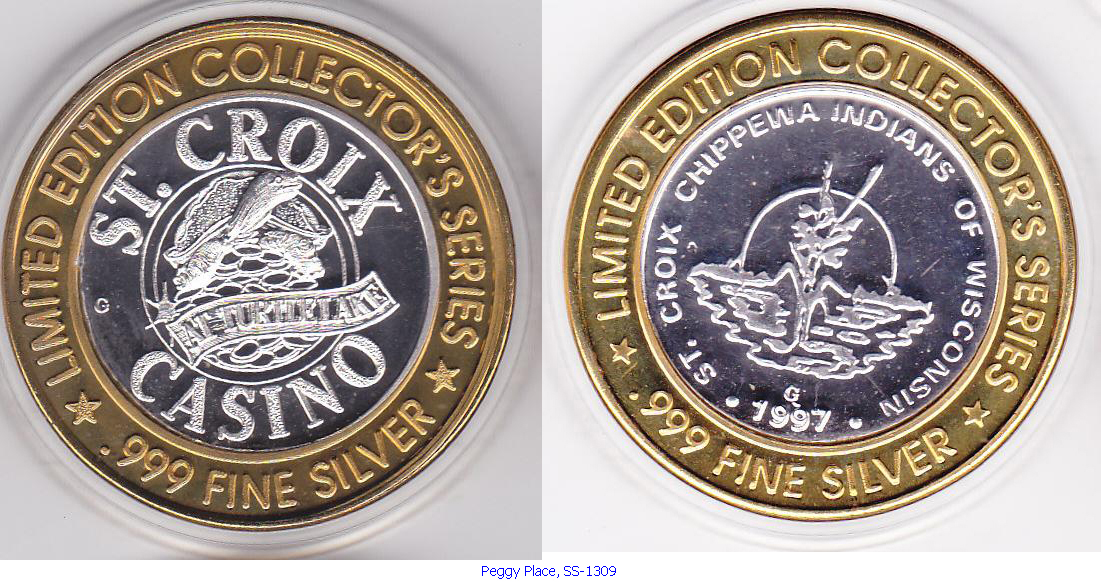 LIMITED EDITION COLLECTOR'S SERIES
.999 FINE SILVER
ST. CROIX
G
IN TURTLE LAKE
CASINO
LIMITED EDITION COLLECTOR'S SERIES
.999 FINE SILVER
ST. CROIX CHIPPEWA INDIANS OF WISCONSIN
G
• 1997 •
Peggy Place, SS-1309